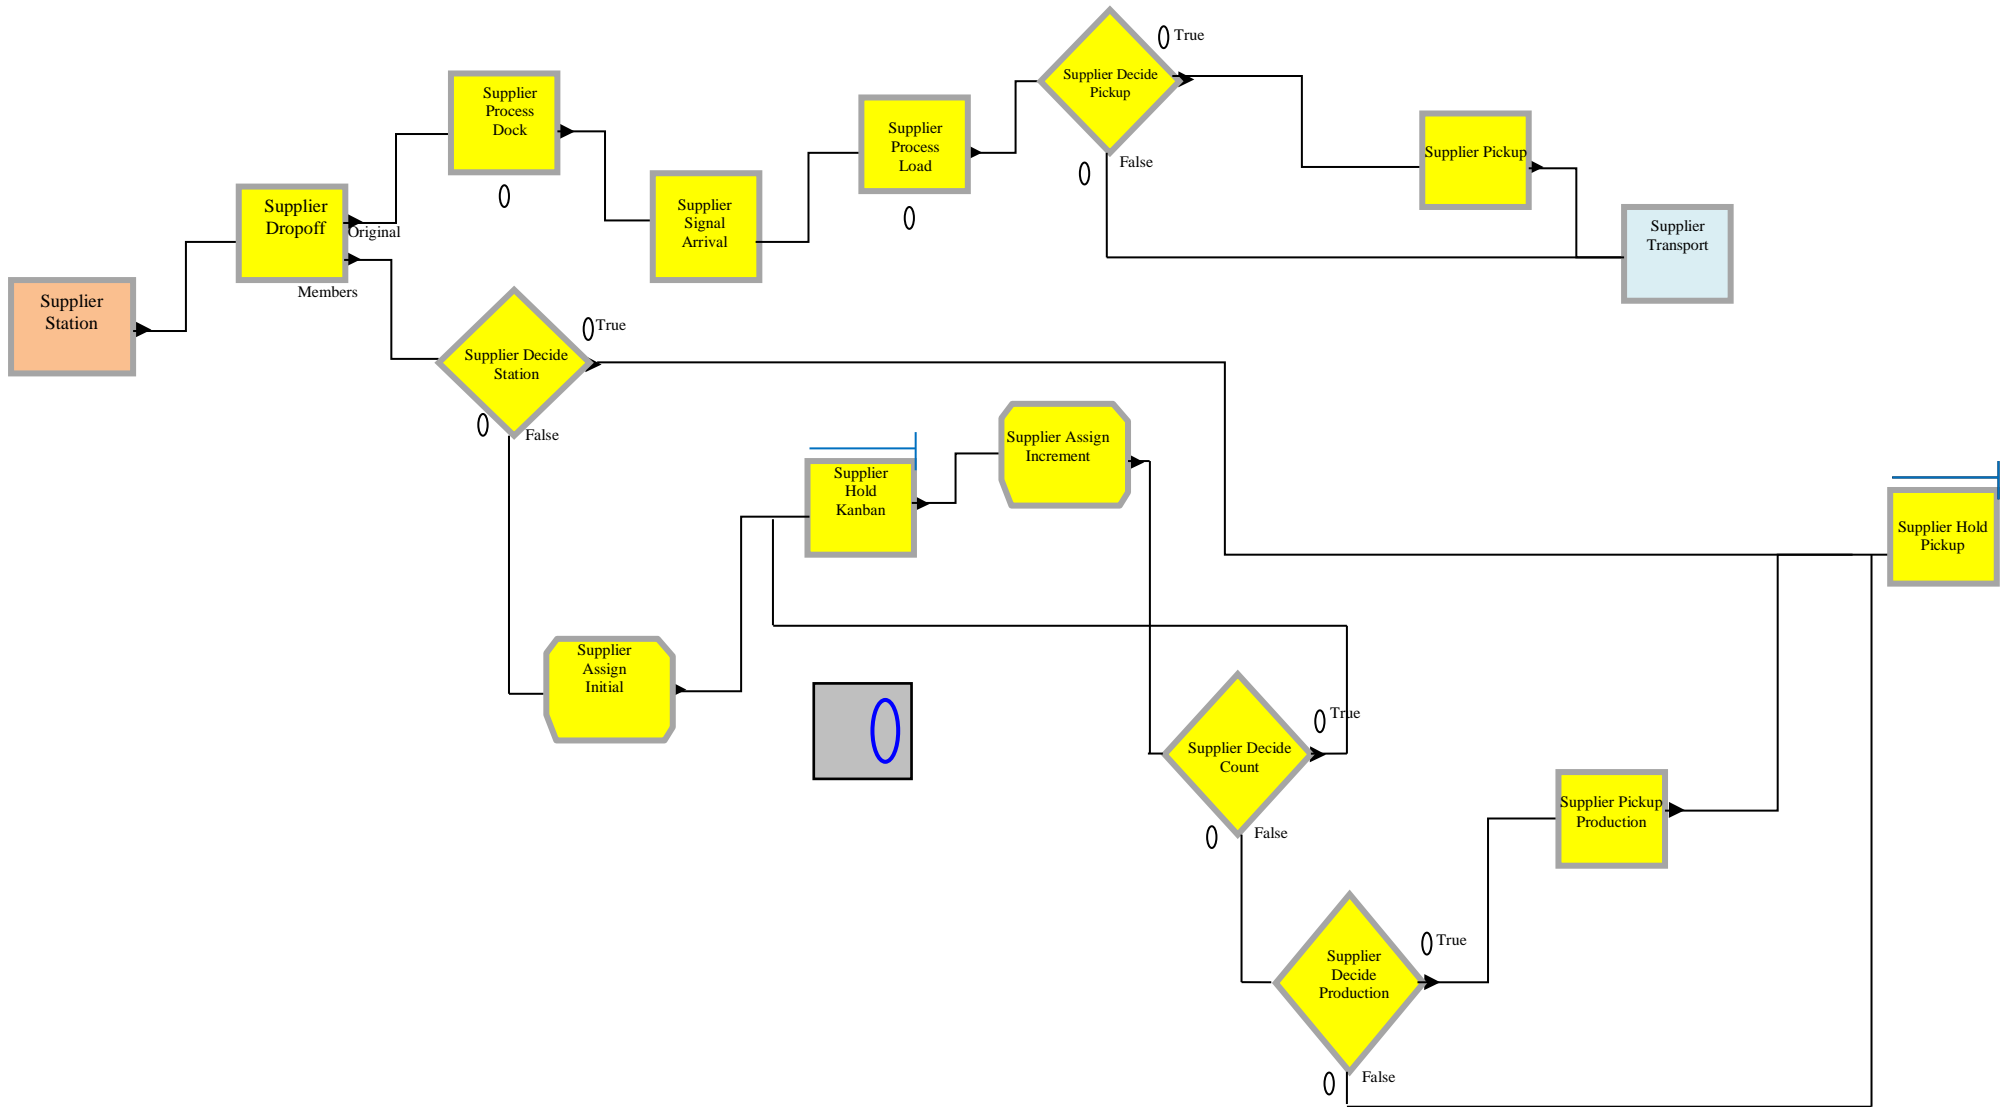 True
Supplier Decide
Pickup
False
Supplier
Process
Dock
Supplier
Process
Load
Supplier Pickup
Supplier
Dropoff
Original
Members
Supplier
Signal
Arrival
Supplier
Transport
Supplier
Station
True
Supplier Decide
Station
False
Supplier Assign
Increment
Supplier
Hold
Kanban
Supplier Hold
Pickup
Supplier
Assign
Initial
0
True
Supplier Decide
Count
False
Supplier Pickup
Production
True
Supplier
Decide
Production
False
0
0
0
0
0
0
0
0
0
0